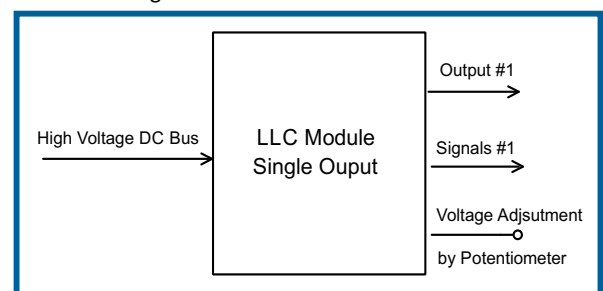 Output #1
High Voltage DC Bus
LLC Module
Single Ouput
Signals #1
Voltage Adjsutment
by Potentiometer